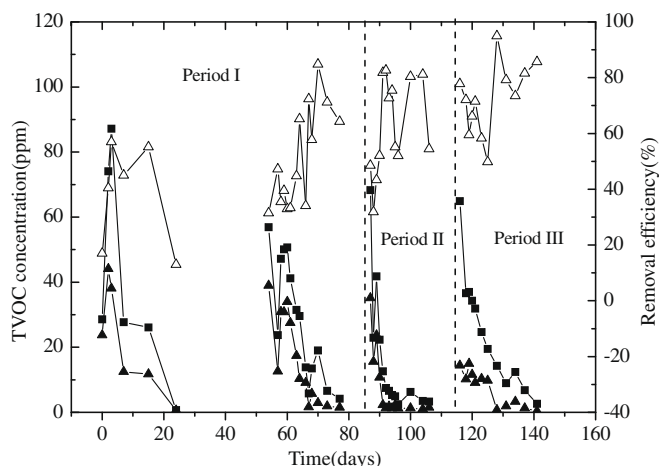 120
100
80
60
40
20
0
TVOC concentration(ppm)
Period I
Period II
Period III
100
80
60
40
20
0
-20
-40
Removal efficiency(%)
0 20 40 60 80 100 120 140 160
Time(days)